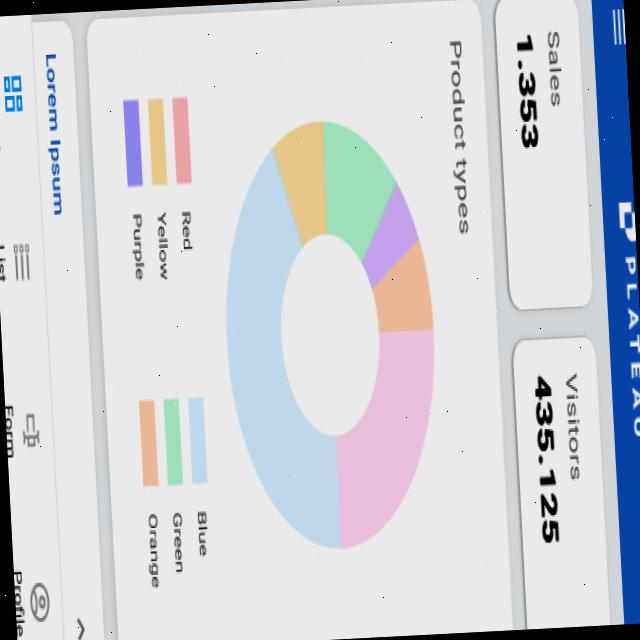 PLATEAU
Sales
1.353
Visitors
435.125
Product types
Red
Blue
Yellow
Green
Purple
Orange
Lorem Ipsum
List
Form
Profile